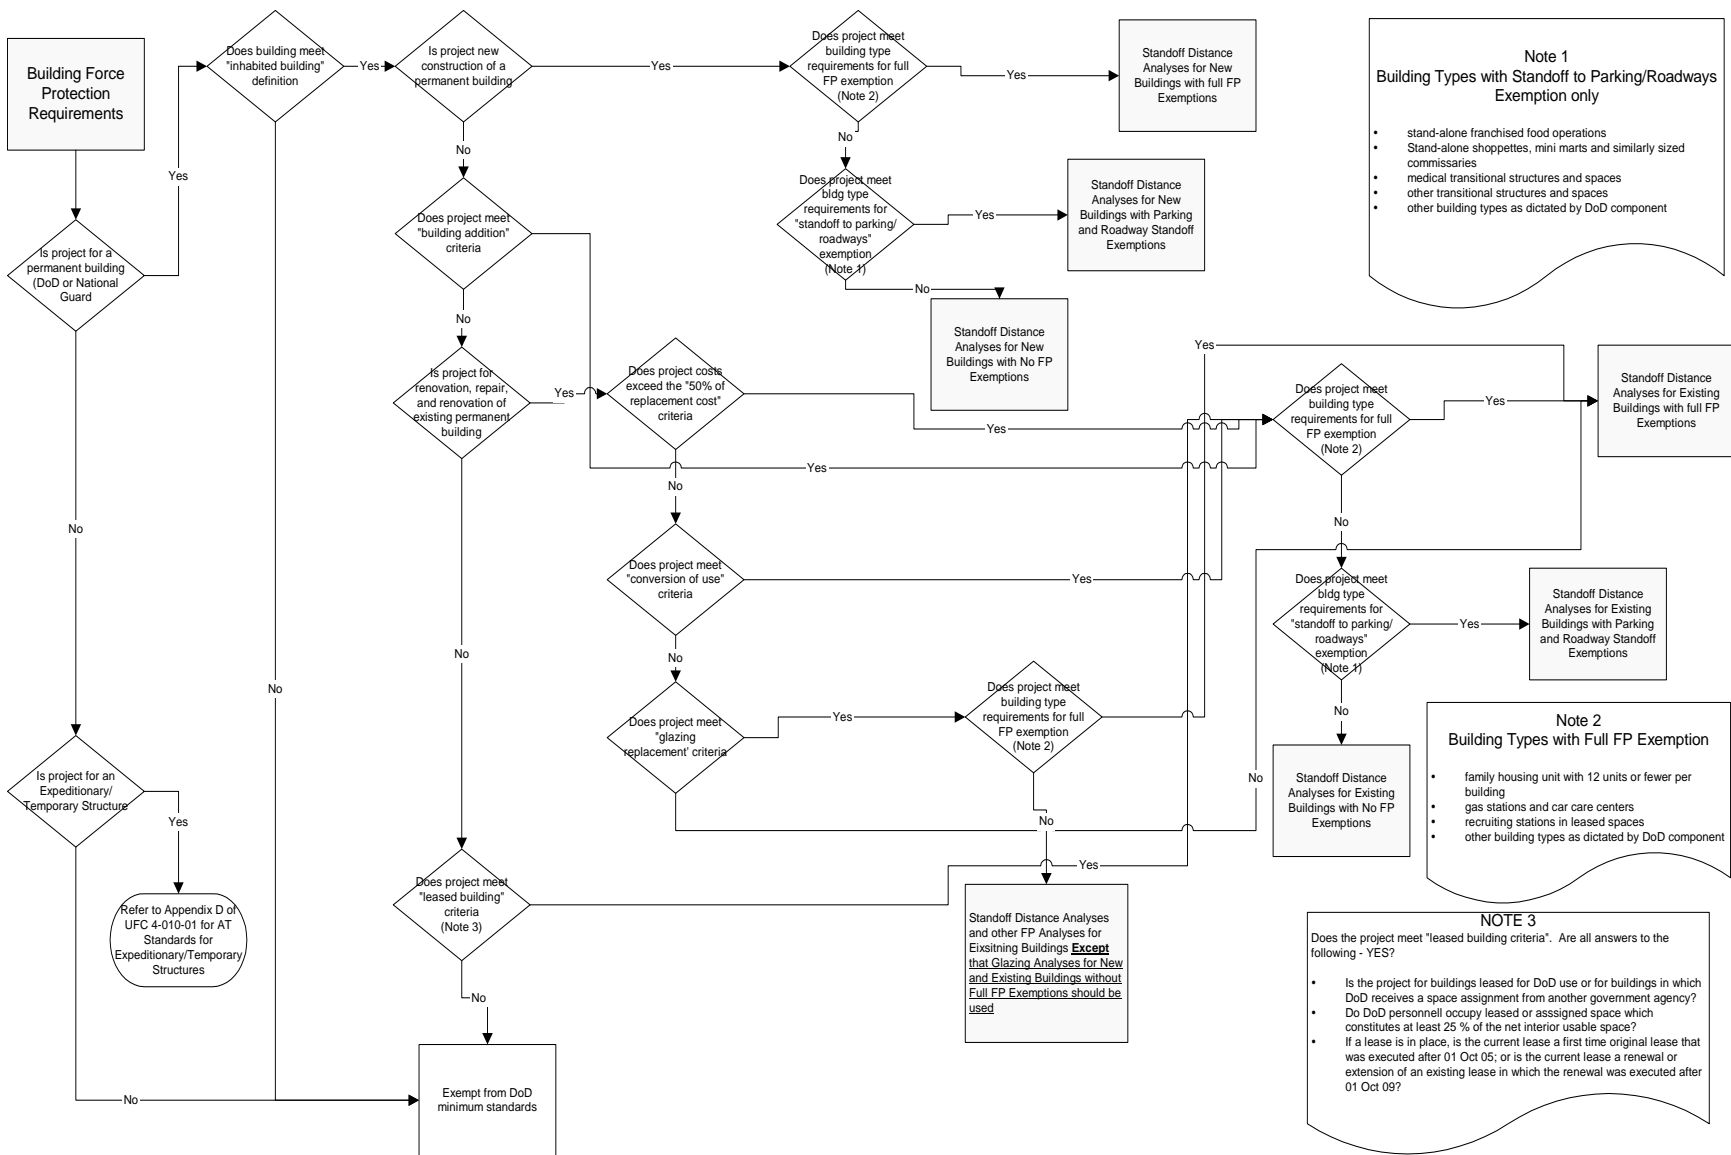 Building Force
Protection
Requirements
Yes
Is project for a
permanent building
(DoD or National
Guard
No
Is project for an
Expeditionary/
Temporary Structure
Yes
Refer to Appendix D of
UFC 4-010-01 for AT
Standards for
Expeditionary/Temporary
Structures
No
Does building meet
"inhabited building"
definition
Yes
No
Is project new
construction of a
permanent building
Yes
No
Does project meet
"building addition"
criteria
Yes
No
Is project for
renovation, repair,
and renovation of
existing permanent
building
Yes
No
Does project meet
"leased building"
criteria
(Note 3)
Yes
No
Exempt from DoD
minimum standards
Does project meet
building type
requirements for full
FP exemption
(Note 2)
Yes
Standoff Distance
Analyses for New
Buildings with full FP
Exemptions
No
Does project meet
bldg type
requirements for
"standoff to parking/
roadways"
exemption
(Note 1)
Yes
Standoff Distance
Analyses for New
Buildings with Parking
and Roadway Standoff
Exemptions
No
Standoff Distance
Analyses for New
Buildings with No FP
Exemptions
Does project costs
exceed the "50% of
replacement cost"
criteria
Yes
No
Does project meet
"conversion of use"
criteria
Yes
No
Does project meet
"glazing
replacement' criteria
Yes
No
Does project meet
building type
requirements for full
FP exemption
(Note 2)
Yes
No
Standoff Distance Analyses
and other FP Analyses for
Eixsitning Buildings Except
that Glazing Analyses for New
and Existing Buildings without
Full FP Exemptions should be
used
Does project meet
building type
requirements for full
FP exemption
(Note 2)
Yes
Standoff Distance
Analyses for Existing
Buildings with full FP
Exemptions
No
Does project meet
bldg type
requirements for
"standoff to parking/
roadways"
exemption
(Note 1)
Yes
Standoff Distance
Analyses for Existing
Buildings with Parking
and Roadway Standoff
Exemptions
No
Standoff Distance
Analyses for Existing
Buildings with No FP
Exemptions
Note 1
Building Types with Standoff to Parking/Roadways
Exemption only
• stand-alone franchised food operations
• Stand-alone shoppettes, mini marts and similarly sized
commissaries
• medical transitional structures and spaces
• other transitional structures and spaces
• other building types as dictated by DoD component
Note 2
Building Types with Full FP Exemption
• family housing unit with 12 units or fewer per
building
• gas stations and car care centers
• recruiting stations in leased spaces
• other building types as dictated by DoD component
NOTE 3
Does the project meet "leased building criteria".  Are all answers to the
following - YES?
• Is the project for buildings leased for DoD use or for buildings in which
DoD receives a space assignment from another government agency?
• Do DoD personnell occupy leased or asssigned space which
constitutes at least 25 % of the net interior usable space?
• If a lease is in place, is the current lease a first time original lease that
was executed after 01 Oct 05; or is the current lease a renewal or
extension of an existing lease in which the renewal was executed after
01 Oct 09?